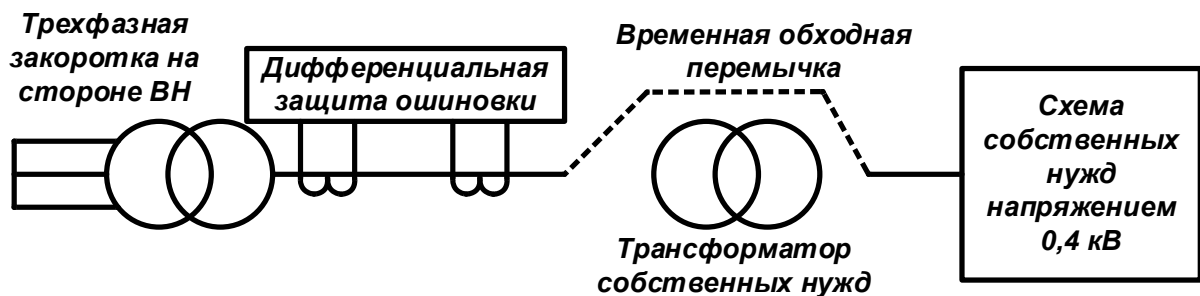 Трехфазная
закоротка на
стороне ВН
Дифференциальная
защита ошиновки
Временная обходная
перемычка
Трансформатор
собственных нужд
Схема
собственных
нужд
напряжением
0,4 кВ